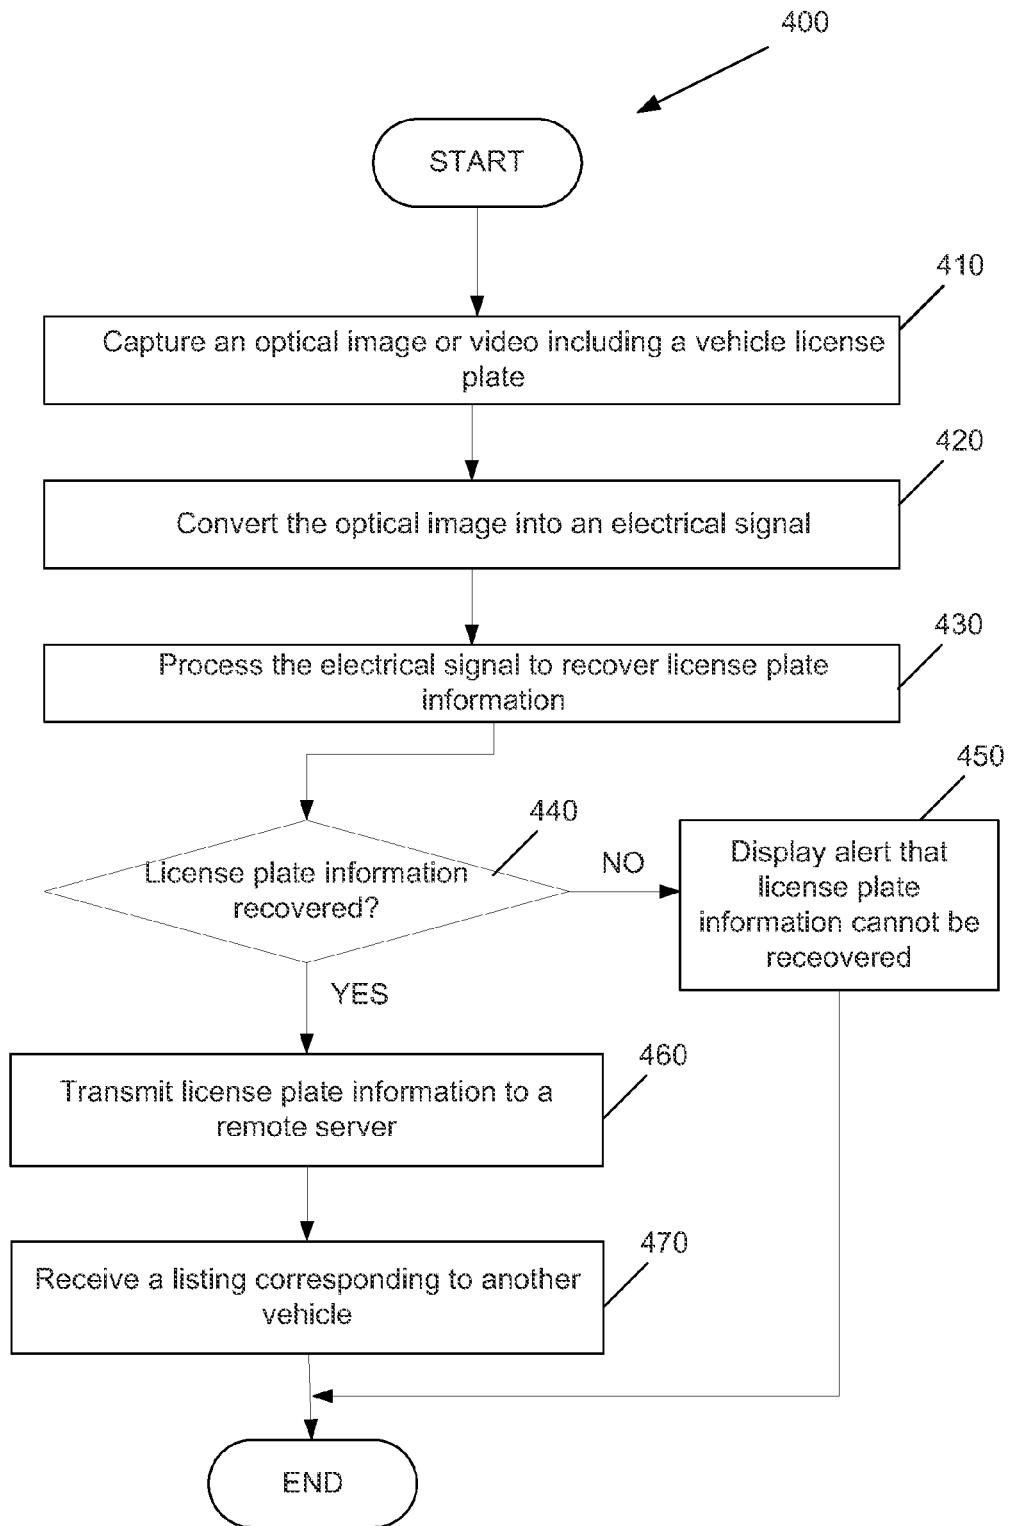 400
START
410
Capture an optical image or video including a vehicle license
plate
420
Convert the optical image into an electrical signal
430
Process the electrical signal to recover license plate
information
440
License plate information
recovered?
NO
450
Display alert that
license plate
information cannot be
receovered
YES
460
Transmit license plate information to a
remote server
470
Receive a listing corresponding to another
vehicle
END